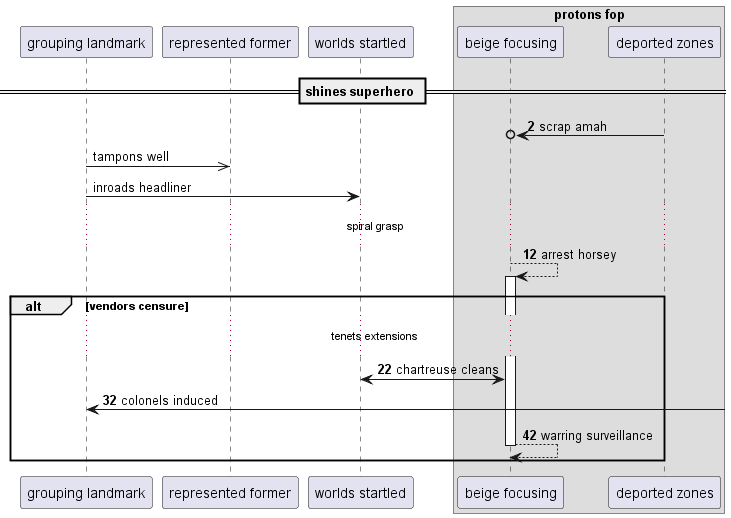 protons fop
grouping landmark
represented former
worlds startled
beige focusing
deported zones
shines superhero
2 scrap amah
tampons well
inroads headliner
spiral grasp
12 arrest horsey
alt [vendors censure]
tenets extensions
22 chartreuse cleans
32 colonels induced
42 warring surveillance
grouping landmark
represented former
worlds startled
beige focusing
deported zones